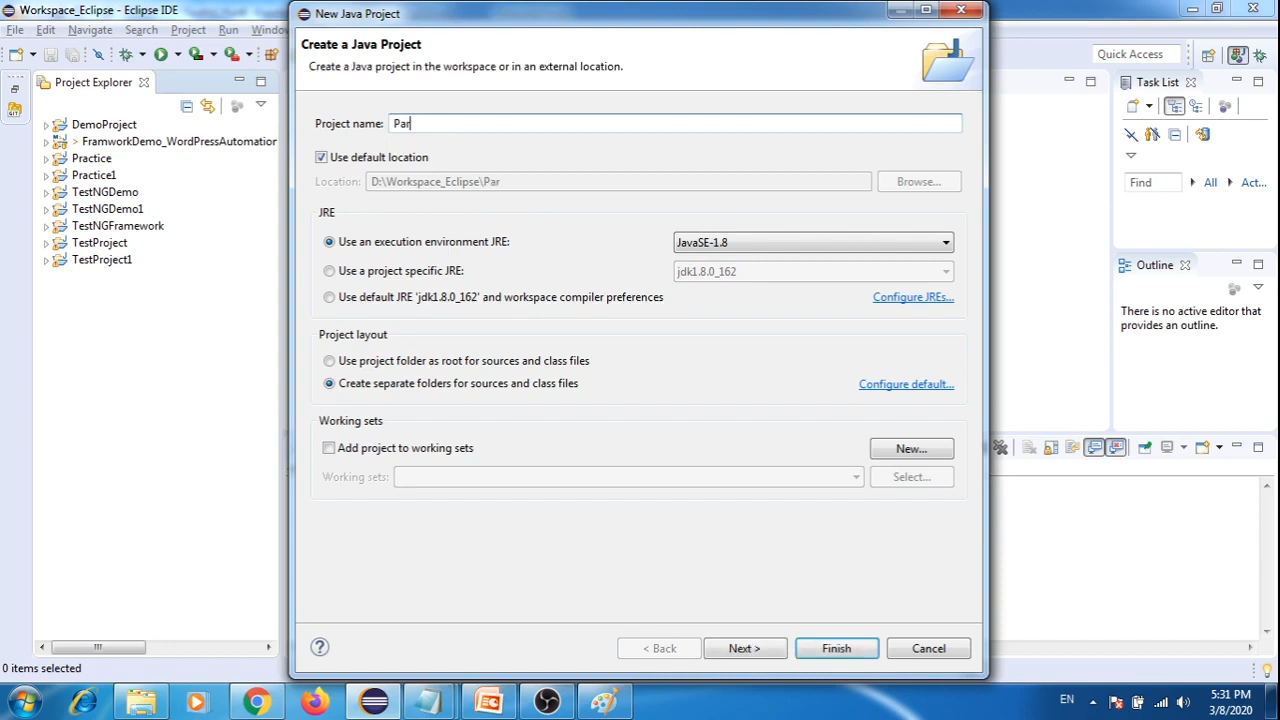 Workspace_Eclipse - Eclipse IDE
File Edit Navigate Search Project Run Window
Quick Access
Project Explorer
DemoProject
> FramworkDemo_WordPressAutomation
Practice
Practice1
TestNGDemo
TestNGDemo1
TestNGFramework
TestProject
TestProject1
New Java Project
Create a Java Project
Create a Java project in the workspace or in an external location.
Project name: Par
Use default location
Location: D:\Workspace_Eclipse\Par Browse...
JRE
Use an execution environment JRE: JavaSE-1.8
Use a project specific JRE: jdk1.8.0_162
Use default JRE 'jdk1.8.0_162' and workspace compiler preferences Configure JREs...
Project layout
Use project folder as root for sources and class files
Create separate folders for sources and class files Configure default...
Working sets
Add project to working sets New...
Working sets: Select...
? < Back Next > Finish Cancel
Task List
Find All Act...
Outline
There is no active editor that
provides an outline.
0 items selected
EN 5:31 PM
3/8/2020